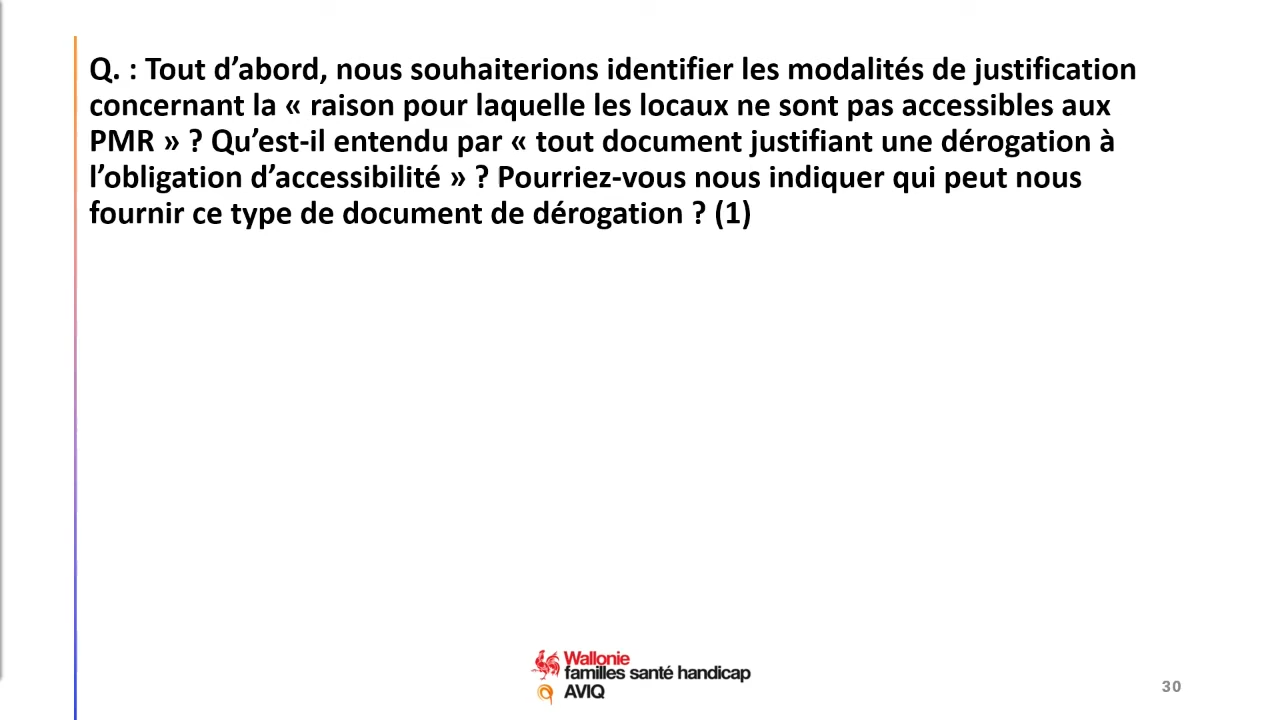 Q. : Tout d’abord, nous souhaiterions identifier les modalités de justification
concernant la « raison pour laquelle les locaux ne sont pas accessibles aux
PMR » ? Qu’est-il entendu par « tout document justifiant une dérogation à
l’obligation d’accessibilité » ? Pourriez-vous nous indiquer qui peut nous
fournir ce type de document de dérogation ? (1)
Wallonie
familles santé handicap
AVIQ
30